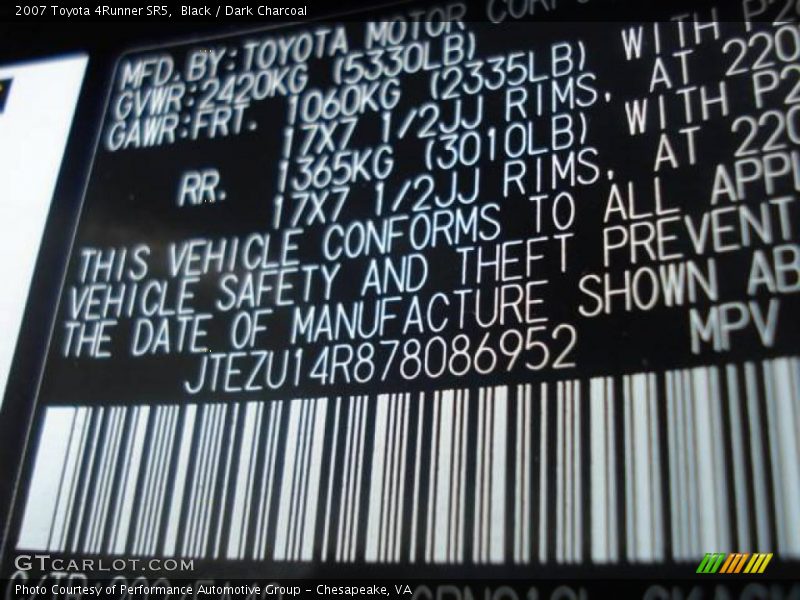 2007 Toyota 4Runner SR5,  Black / Dark Charcoal
MFD.BY:TOYOTA MOTOR
GVWR:2420KG (5330LB)
GAWR:FRT. 1060KG (2335LB) WITH
17X7 1/2JJ RIMS, AT 220
RR. 1365KG (3010LB) WITH
17X7 1/2JJ RIMS, AT 220
THIS VEHICLE CONFORMS TO ALL APPL
VEHICLE SAFETY AND THEFT PREVENT
THE DATE OF MANUFACTURE SHOWN AB
JTEZU14R878086952 MPV
GTCARLOT.COM
Photo Courtesy of Performance Automotive Group - Chesapeake, VA